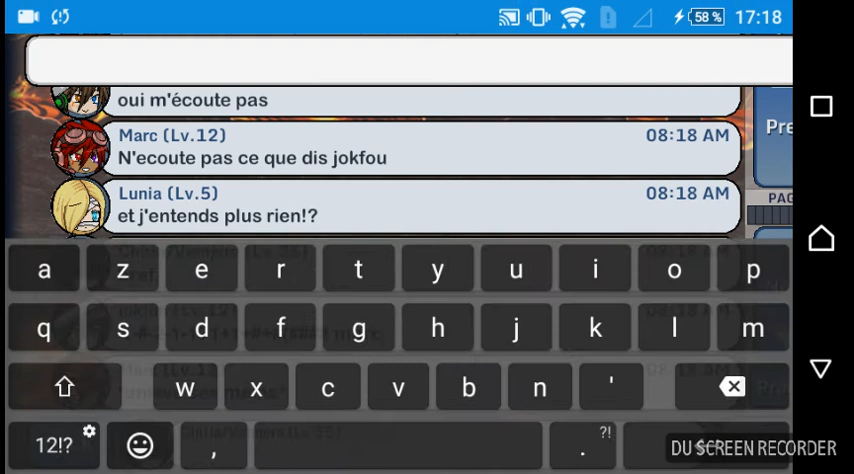 58 % 17:18
oui m'écoute pas
Marc (Lv.12) 08:18 AM
N'ecoute pas ce que dis jokfou
Pre
Lunia (Lv.5) 08:18 AM
PAG
et j'entends plus rien!?
a z e r t y u i o p
q s d f g h j k l m
w x c v b n '
12!? , . ?!
DU SCREEN RECORDER